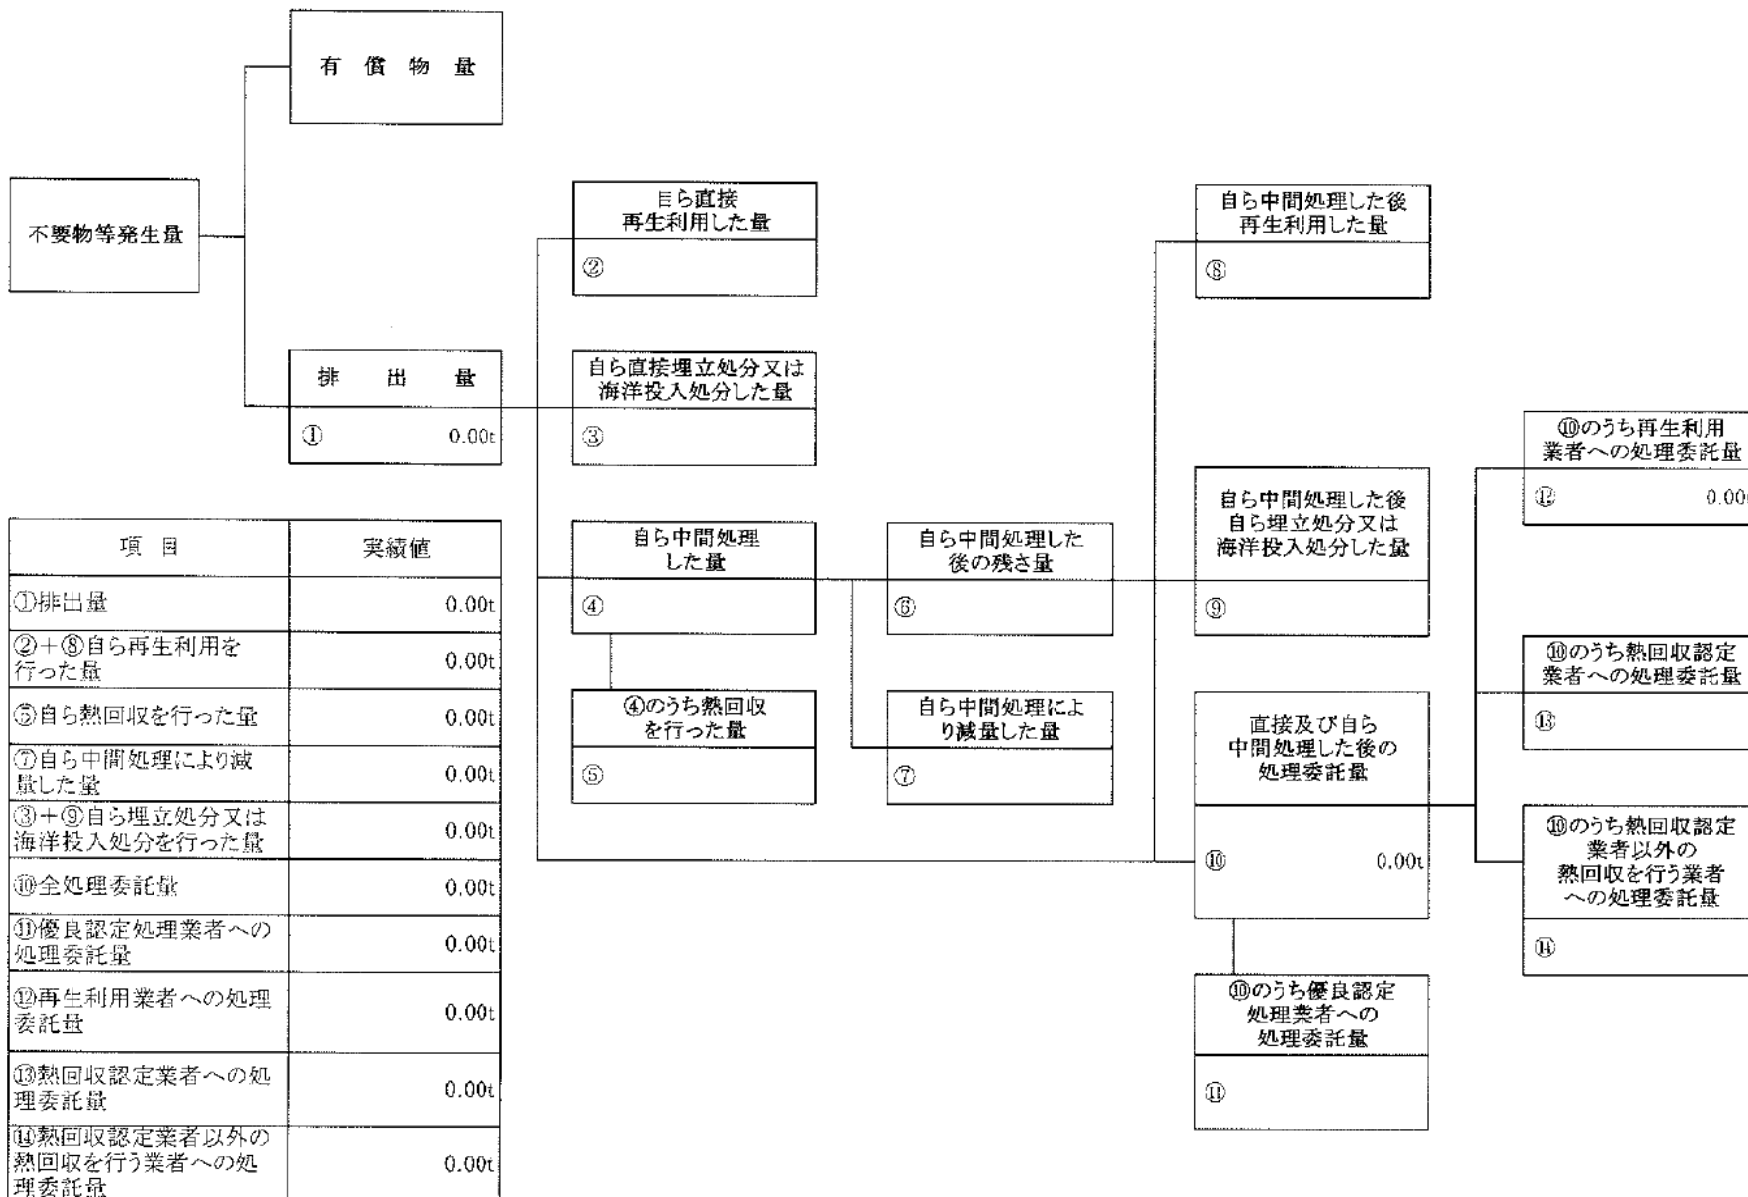 有償物量
不要物等発生量
自ら直接
再生利用した量
②
自ら中間処理した後
再生利用した量
⑧
排出量
① 0.00t
自ら直接埋立処分又は
海洋投入処分した量
③
⑩のうち再生利用
業者への処理委託量
⑫ 0.00
自ら中間処理
した量
④
自ら中間処理した
後の残さ量
⑥
自ら中間処理した後
自ら埋立処分又は
海洋投入処分した量
⑨
④のうち熱回収
を行った量
⑤
自ら中間処理によ
り減量した量
⑦
直接及び自ら
中間処理した後の
処理委託量
⑩ 0.00t
⑩のうち熱回収認定
業者への処理委託量
⑬
⑩のうち熱回収認定
業者以外の
熱回収を行う業者
への処理委託量
⑭
⑩のうち優良認定
処理業者への
処理委託量
⑪
項目 実績値
①排出量 0.00t
②+⑧自ら再生利用を
行った量 0.00t
⑤自ら熱回収を行った量 0.00t
⑦自ら中間処理により減
量した量 0.00t
③+⑨自ら埋立処分又は
海洋投入処分を行った量 0.00t
⑩全処理委託量 0.00t
⑪優良認定処理業者への
処理委託量 0.00t
⑫再生利用業者への処理
委託量 0.00t
⑬熱回収認定業者への処
理委託量 0.00t
⑭熱回収認定業者以外の
熱回収を行う業者への処
理委託量 0.00t